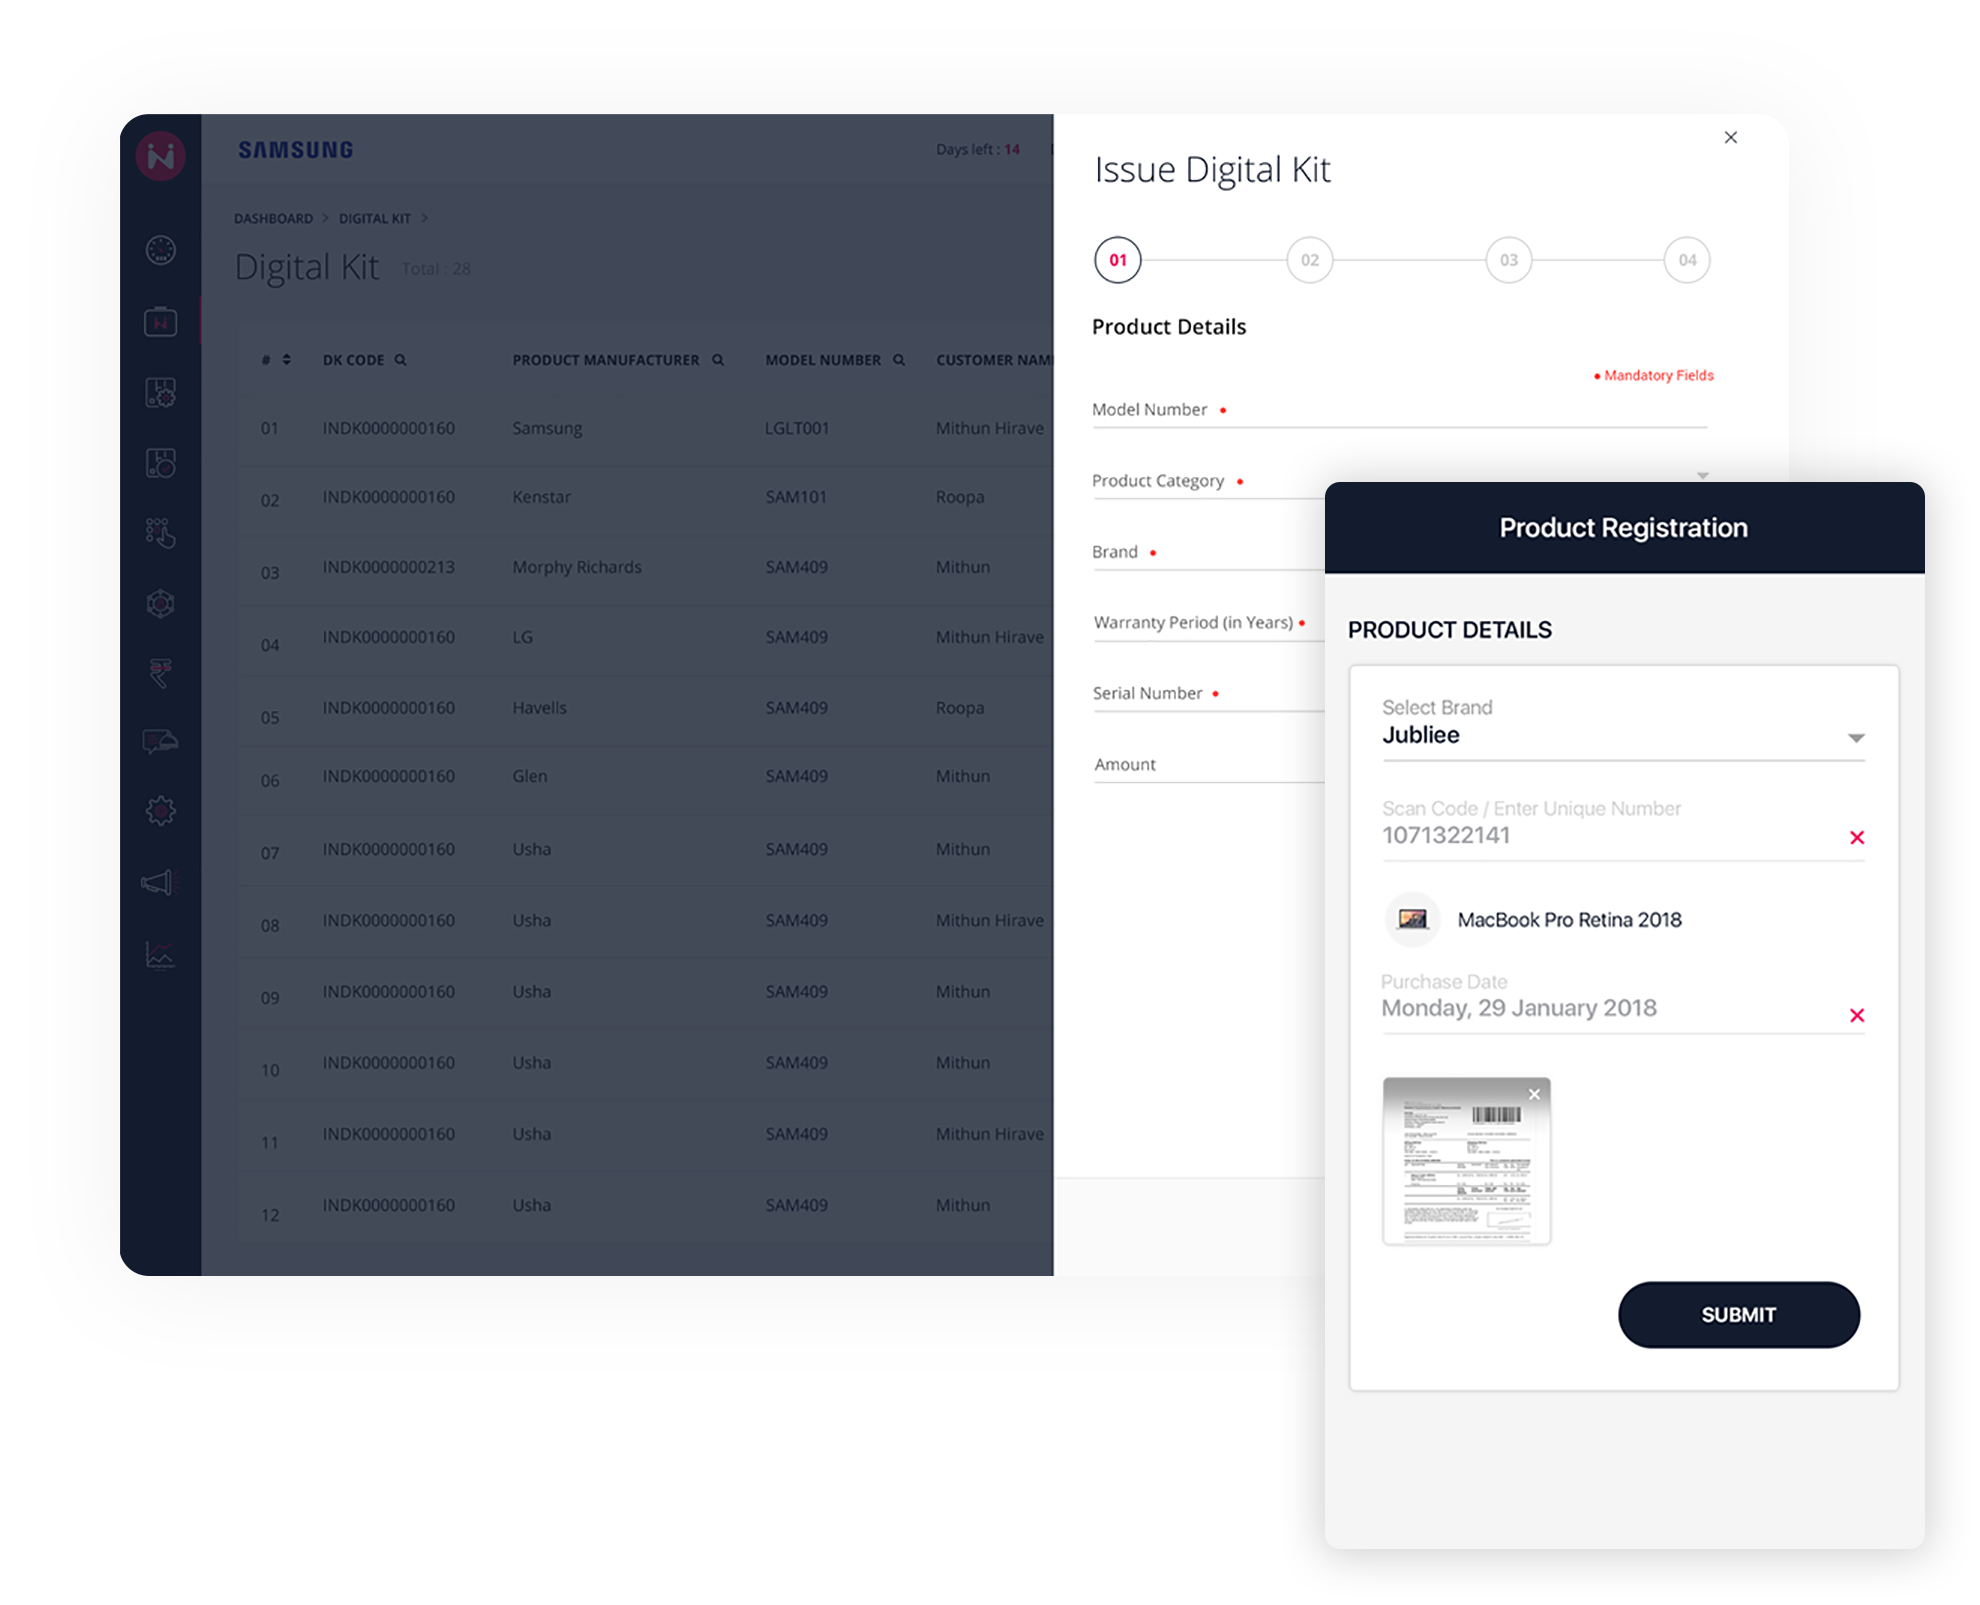 SAMSUNG
Days left : 14
DASHBOARD > DIGITAL KIT >
Digital Kit Total : 28
# DK CODE PRODUCT MANUFACTURER MODEL NUMBER CUSTOMER NAM
01 INDK0000000160 Samsung LGLT001 Mithun Hirave
02 INDK0000000160 Kenstar SAM101 Roopa
03 INDK0000000213 Morphy Richards SAM409 Mithun
04 INDK0000000160 LG SAM409 Mithun Hirave
05 INDK0000000160 Havells SAM409 Roopa
06 INDK0000000160 Glen SAM409 Mithun
07 INDK0000000160 Usha SAM409 Mithun
08 INDK0000000160 Usha SAM409 Mithun Hirave
09 INDK0000000160 Usha SAM409 Mithun
10 INDK0000000160 Usha SAM409 Mithun
11 INDK0000000160 Usha SAM409 Mithun Hirave
12 INDK0000000160 Usha SAM409 Mithun
Issue Digital Kit
01 02 03 04
Product Details
• Mandatory Fields
Model Number •
Product Category •
Brand •
Warranty Period (in Years) •
Serial Number •
Amount
Product Registration
PRODUCT DETAILS
Select Brand
Jubliee
Scan Code / Enter Unique Number
1071322141
MacBook Pro Retina 2018
Purchase Date
Monday, 29 January 2018
SUBMIT